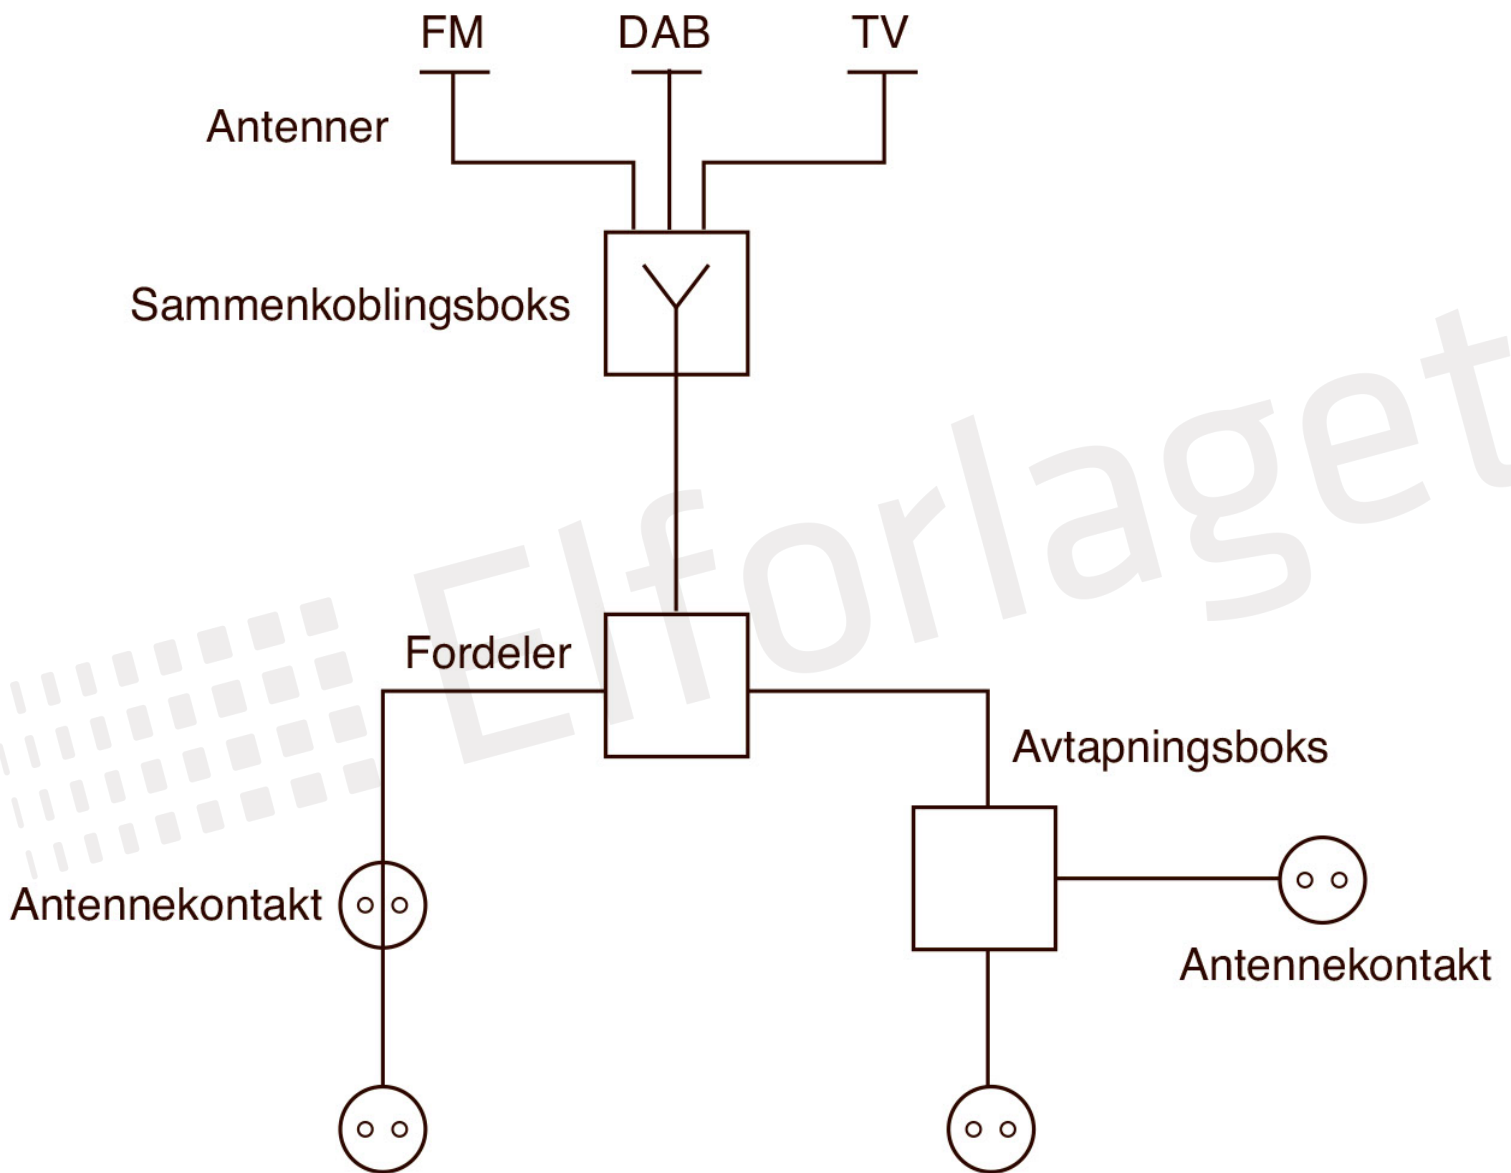 FM DAB TV
Antenner
Sammenkoblingsboks
Elforlaget
Fordeler
Avtapningsboks
Antennekontakt
Antennekontakt